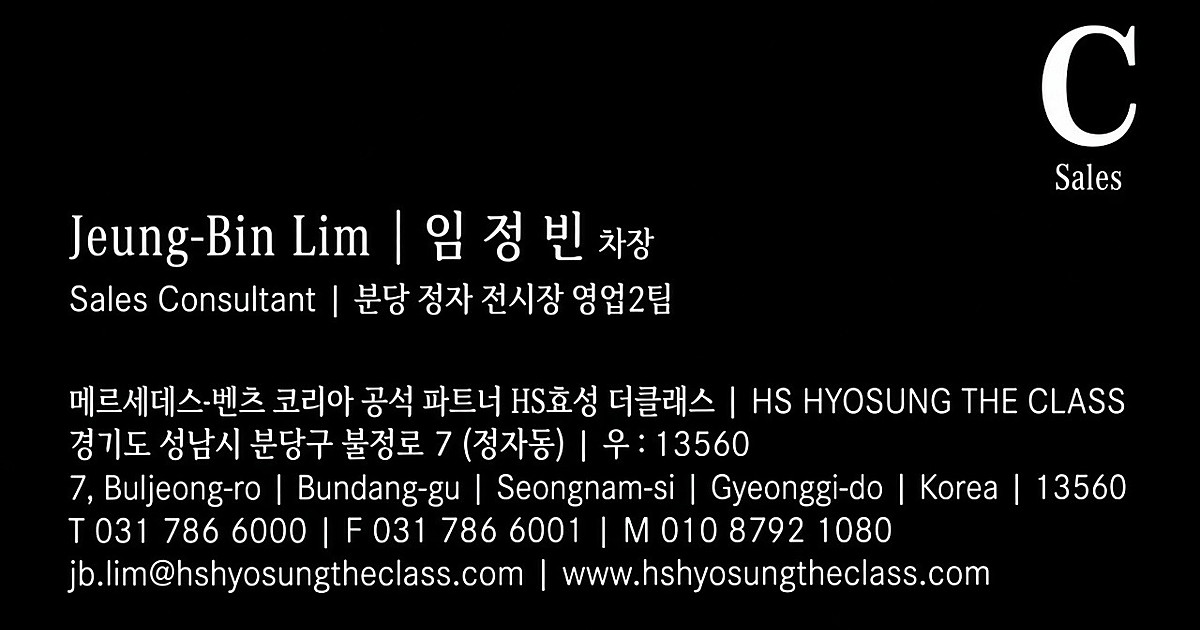 C
Sales
Jeung-Bin Lim | 임 정 빈 차장
Sales Consultant | 분당 정자 전시장 영업2팀
메르세데스-벤츠 코리아 공석 파트너 HS효성 더클래스 | HS HYOSUNG THE CLASS
경기도 성남시 분당구 불정로 7 (정자동) | 우 : 13560
7, Buljeong-ro | Bundang-gu | Seongnam-si | Gyeonggi-do | Korea | 13560
T 031 786 6000 | F 031 786 6001 | M 010 8792 1080
jb.lim@hshyosungtheclass.com | www.hshyosungtheclass.com